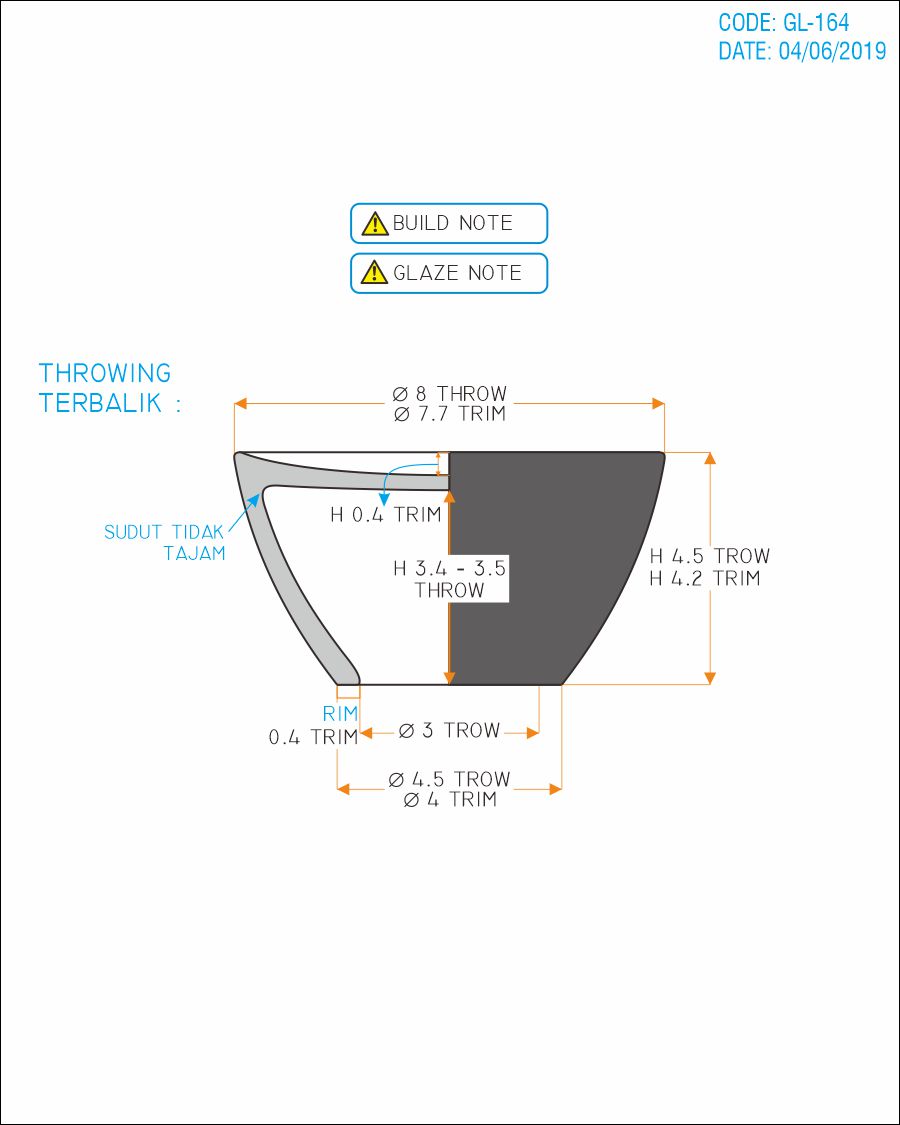 CODE: GL-164
DATE: 04/06/2019
BUILD NOTE
GLAZE NOTE
THROWING
TERBALIK :
Ø 8 THROW
Ø 7.7 TRIM
H 0.4 TRIM
SUDUT TIDAK
TAJAM
H 3.4 - 3.5
THROW
H 4.5 TROW
H 4.2 TRIM
RIM
0.4 TRIM
Ø 3 TROW
Ø 4.5 TROW
Ø 4 TRIM